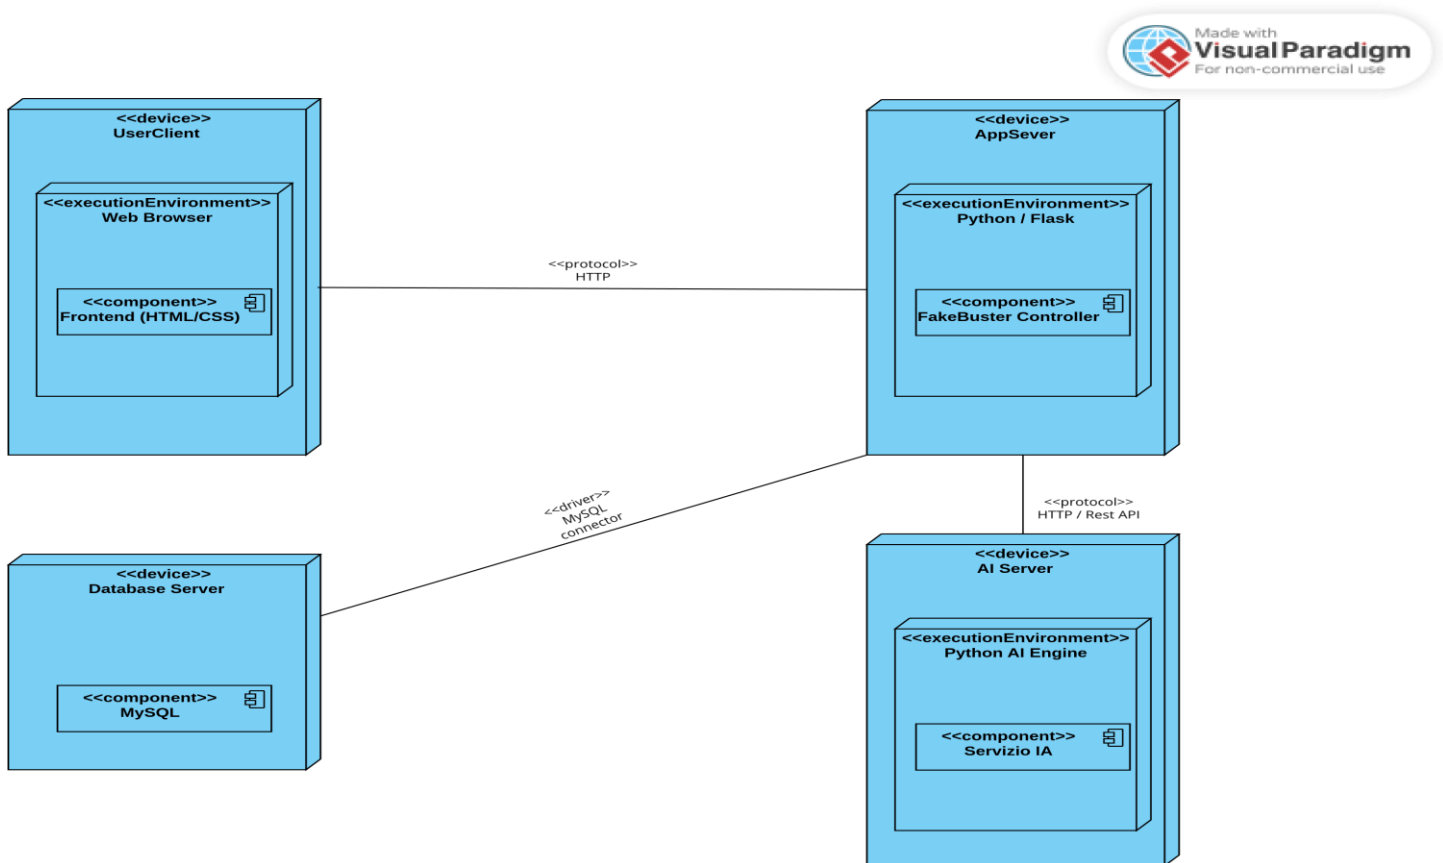 Made with
Visual Paradigm
For non-commercial use
<<device>>
UserClient
<<executionEnvironment>>
Web Browser
<<component>>
Frontend (HTML/CSS)
<<protocol>>
HTTP
<<device>>
AppSever
<<executionEnvironment>>
Python / Flask
<<component>>
FakeBuster Controller
<<driver>>
MySQL
connector
<<protocol>>
HTTP / Rest API
<<device>>
Database Server
<<component>>
MySQL
<<device>>
AI Server
<<executionEnvironment>>
Python AI Engine
<<component>>
Servizio IA